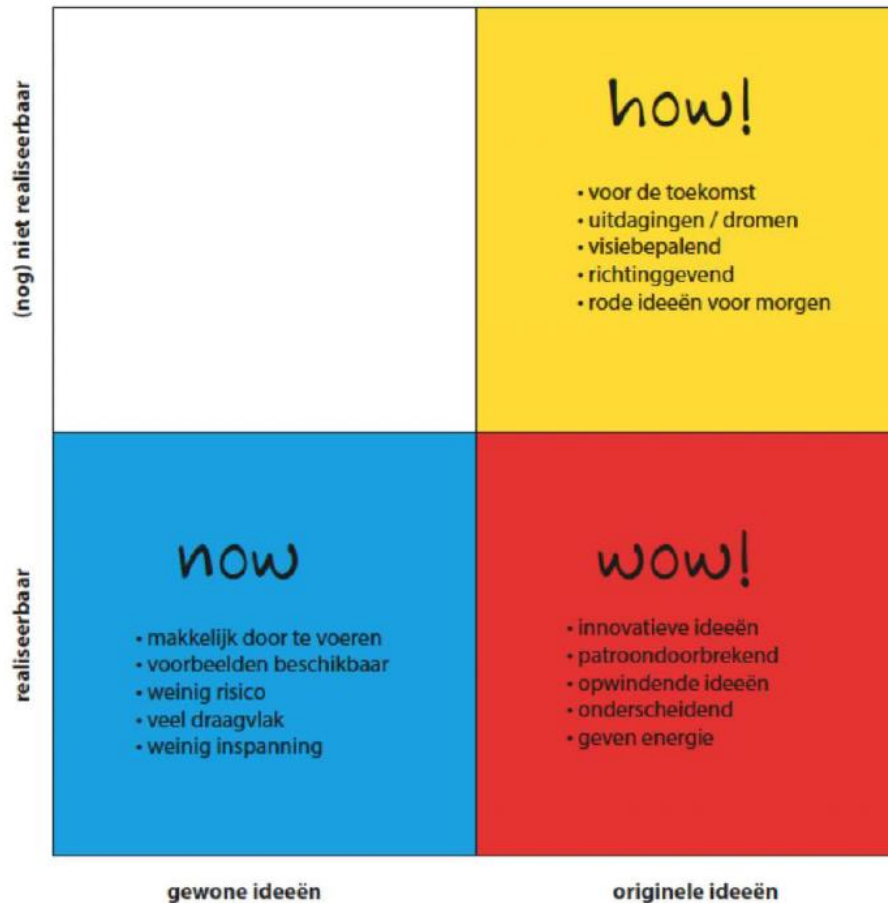 (nog) niet realiseerbaar
how!
• voor de toekomst
• uitdagingen / dromen
• visiebepalend
• richtinggevend
• rode ideeën voor morgen
realiseerbaar
now
• makkelijk door te voeren
• voorbeelden beschikbaar
• weinig risico
• veel draagvlak
• weinig inspanning
wow!
• innovatieve ideeën
• patroondoorbrekend
• opwindende ideeën
• onderscheidend
• geven energie
gewone ideeën
originele ideeën